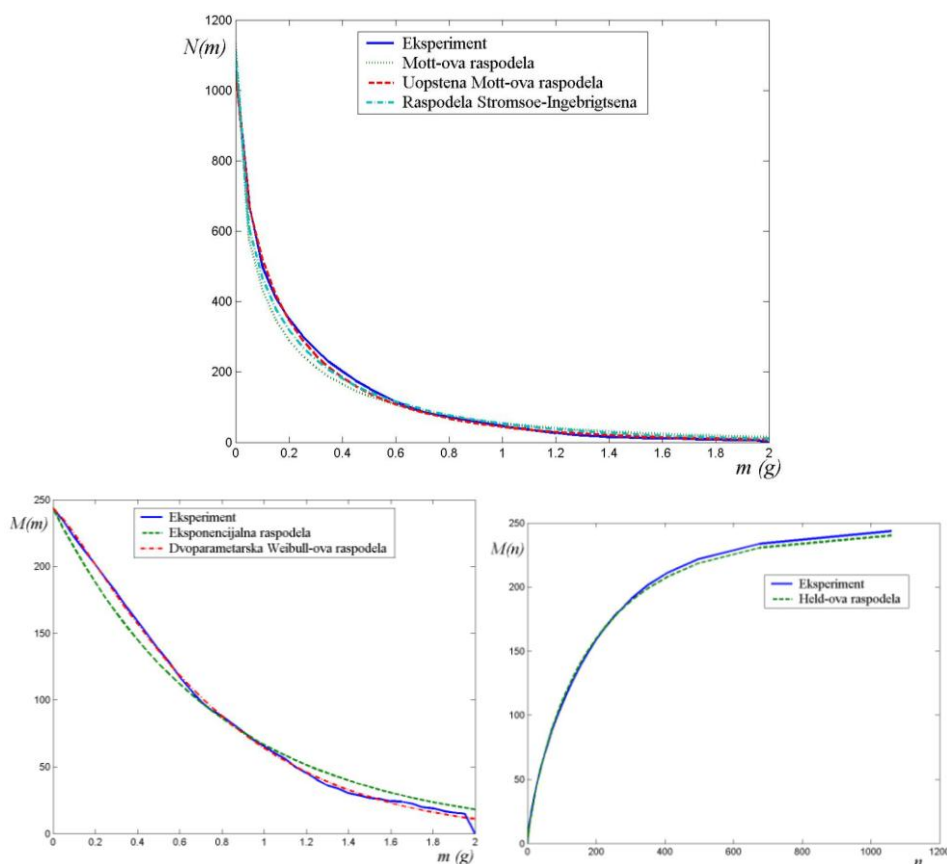 1200
N(m)
Eksperiment
Mott-ova raspodela
Uopstena Mott-ova raspodela
Raspodela Stromsoe-Ingebrigtsena
1000
800
600
400
200
0
0 0.2 0.4 0.6 0.8 1 1.2 1.4 1.6 1.8 2
m (g)
250
M(m)
Eksperiment
Eksponencijalna raspodela
Dvoparametarska Weibull-ova raspodela
200
150
100
50
0
0 0.2 0.4 0.6 0.8 1 1.2 1.4 1.6 1.8 2
m (g)
250
M(n)
Eksperiment
Held-ova raspodela
200
150
100
50
0
0 200 400 600 800 1000 1200
n